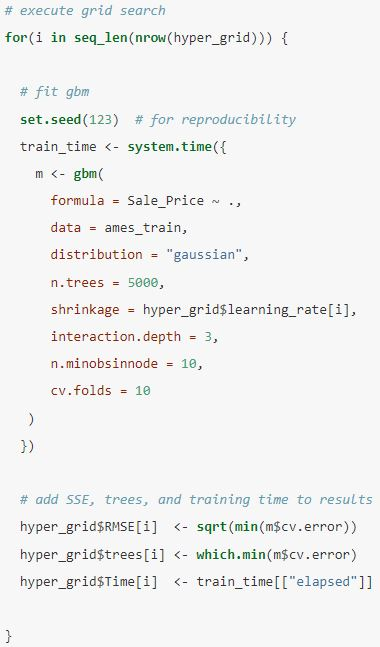 # execute grid search
for(i in seq_len(nrow(hyper_grid))) {
# fit gbm
set.seed(123)  # for reproducibility
train_time <- system.time({
m <- gbm(
formula = Sale_Price ~ .,
data = ames_train,
distribution = "gaussian",
n.trees = 5000,
shrinkage = hyper_grid$learning_rate[i],
interaction.depth = 3,
n.minobsinnode = 10,
cv.folds = 10
)
})
# add SSE, trees, and training time to results
hyper_grid$RMSE[i]  <- sqrt(min(m$cv.error))
hyper_grid$trees[i] <- which.min(m$cv.error)
hyper_grid$Time[i]  <- train_time[["elapsed"]]
}